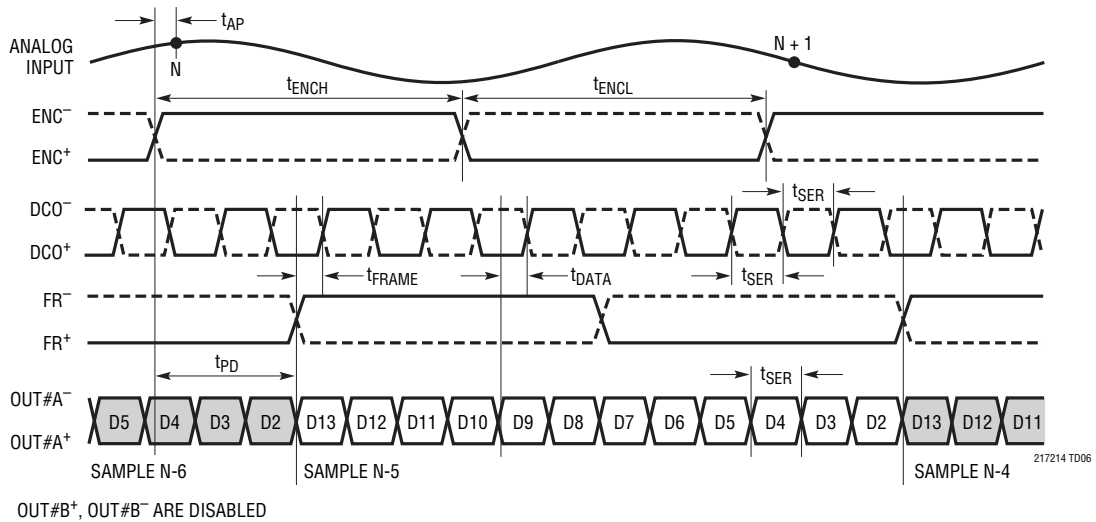 tAP
ANALOG
INPUT
N
N + 1
tENCH
tENCL
ENC–
ENC+
DCO–
DCO+
tSER
tFRAME
tDATA
tSER
FR–
FR+
tPD
tSER
OUT#A–
OUT#A+
D5 D4 D3 D2 D13 D12 D11 D10 D9 D8 D7 D6 D5 D4 D3 D2 D13 D12 D11
SAMPLE N-6 SAMPLE N-5 SAMPLE N-4
217214 TD06
OUT#B+, OUT#B– ARE DISABLED